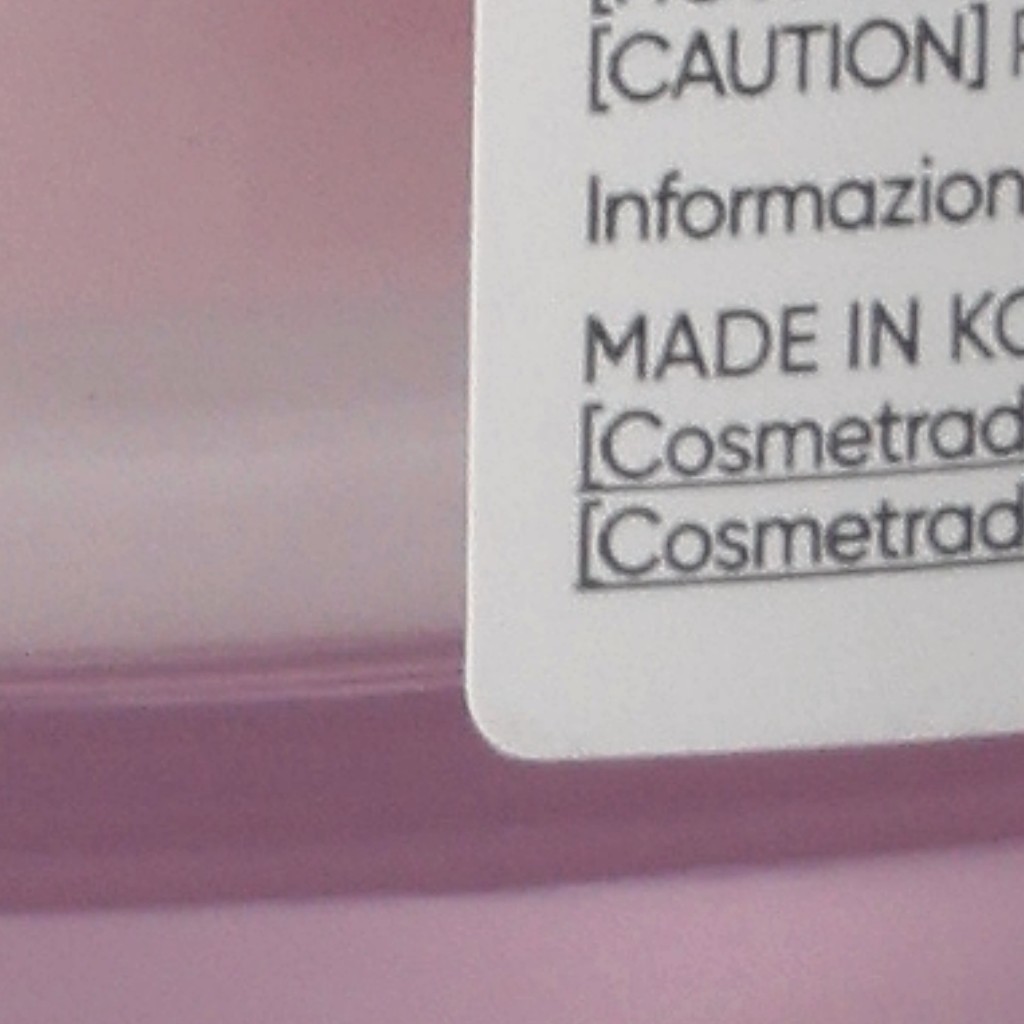 [CAUTION]
Informazion
MADE IN KO
[Cosmetrad
[Cosmetrad